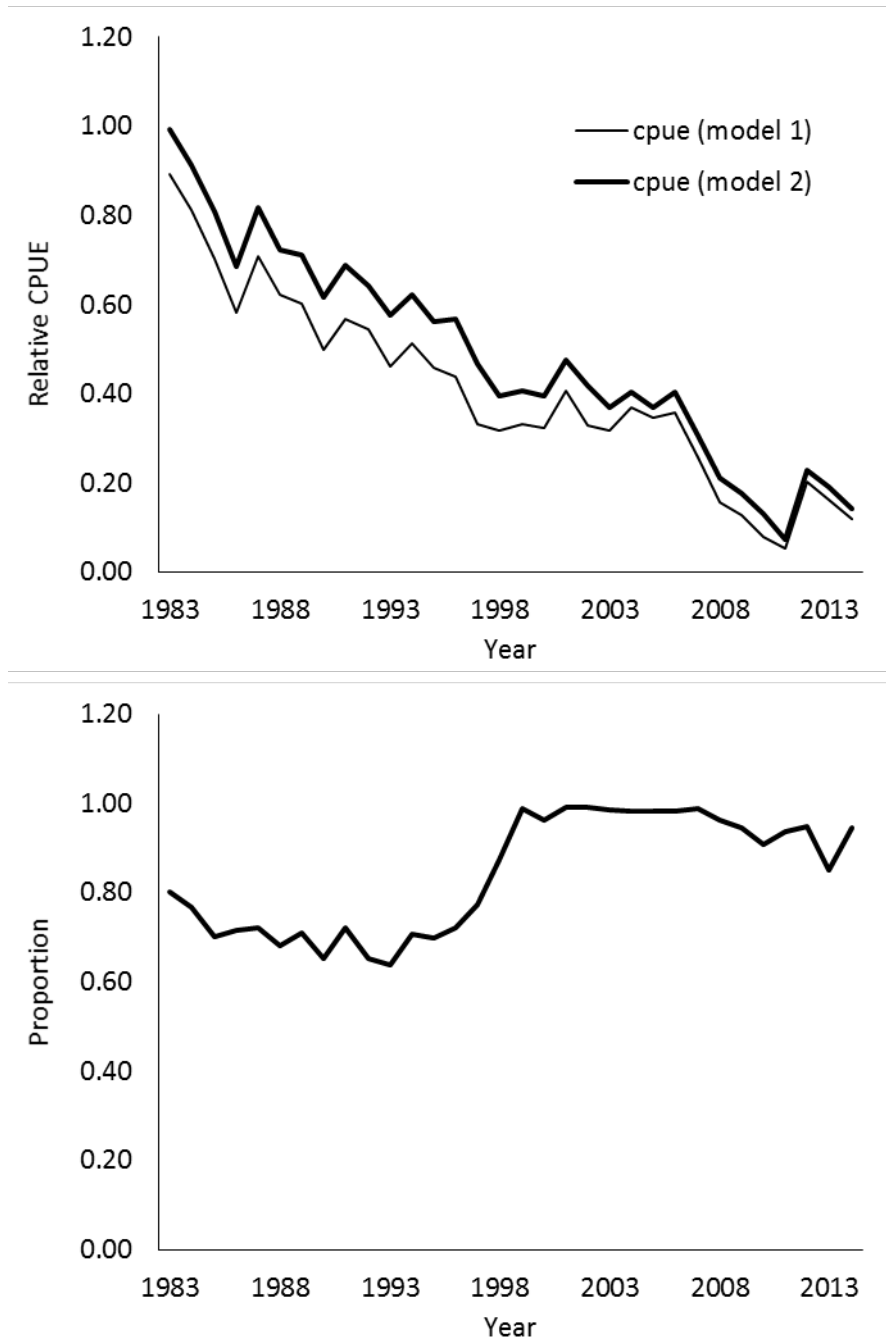 1.20
1.00
0.80
0.60
0.40
0.20
0.00
Relative CPUE
cpue (model 1)
cpue (model 2)
1983 1988 1993 1998 2003 2008 2013
Year
1.20
1.00
0.80
0.60
0.40
0.20
0.00
Proportion
1983 1988 1993 1998 2003 2008 2013
Year